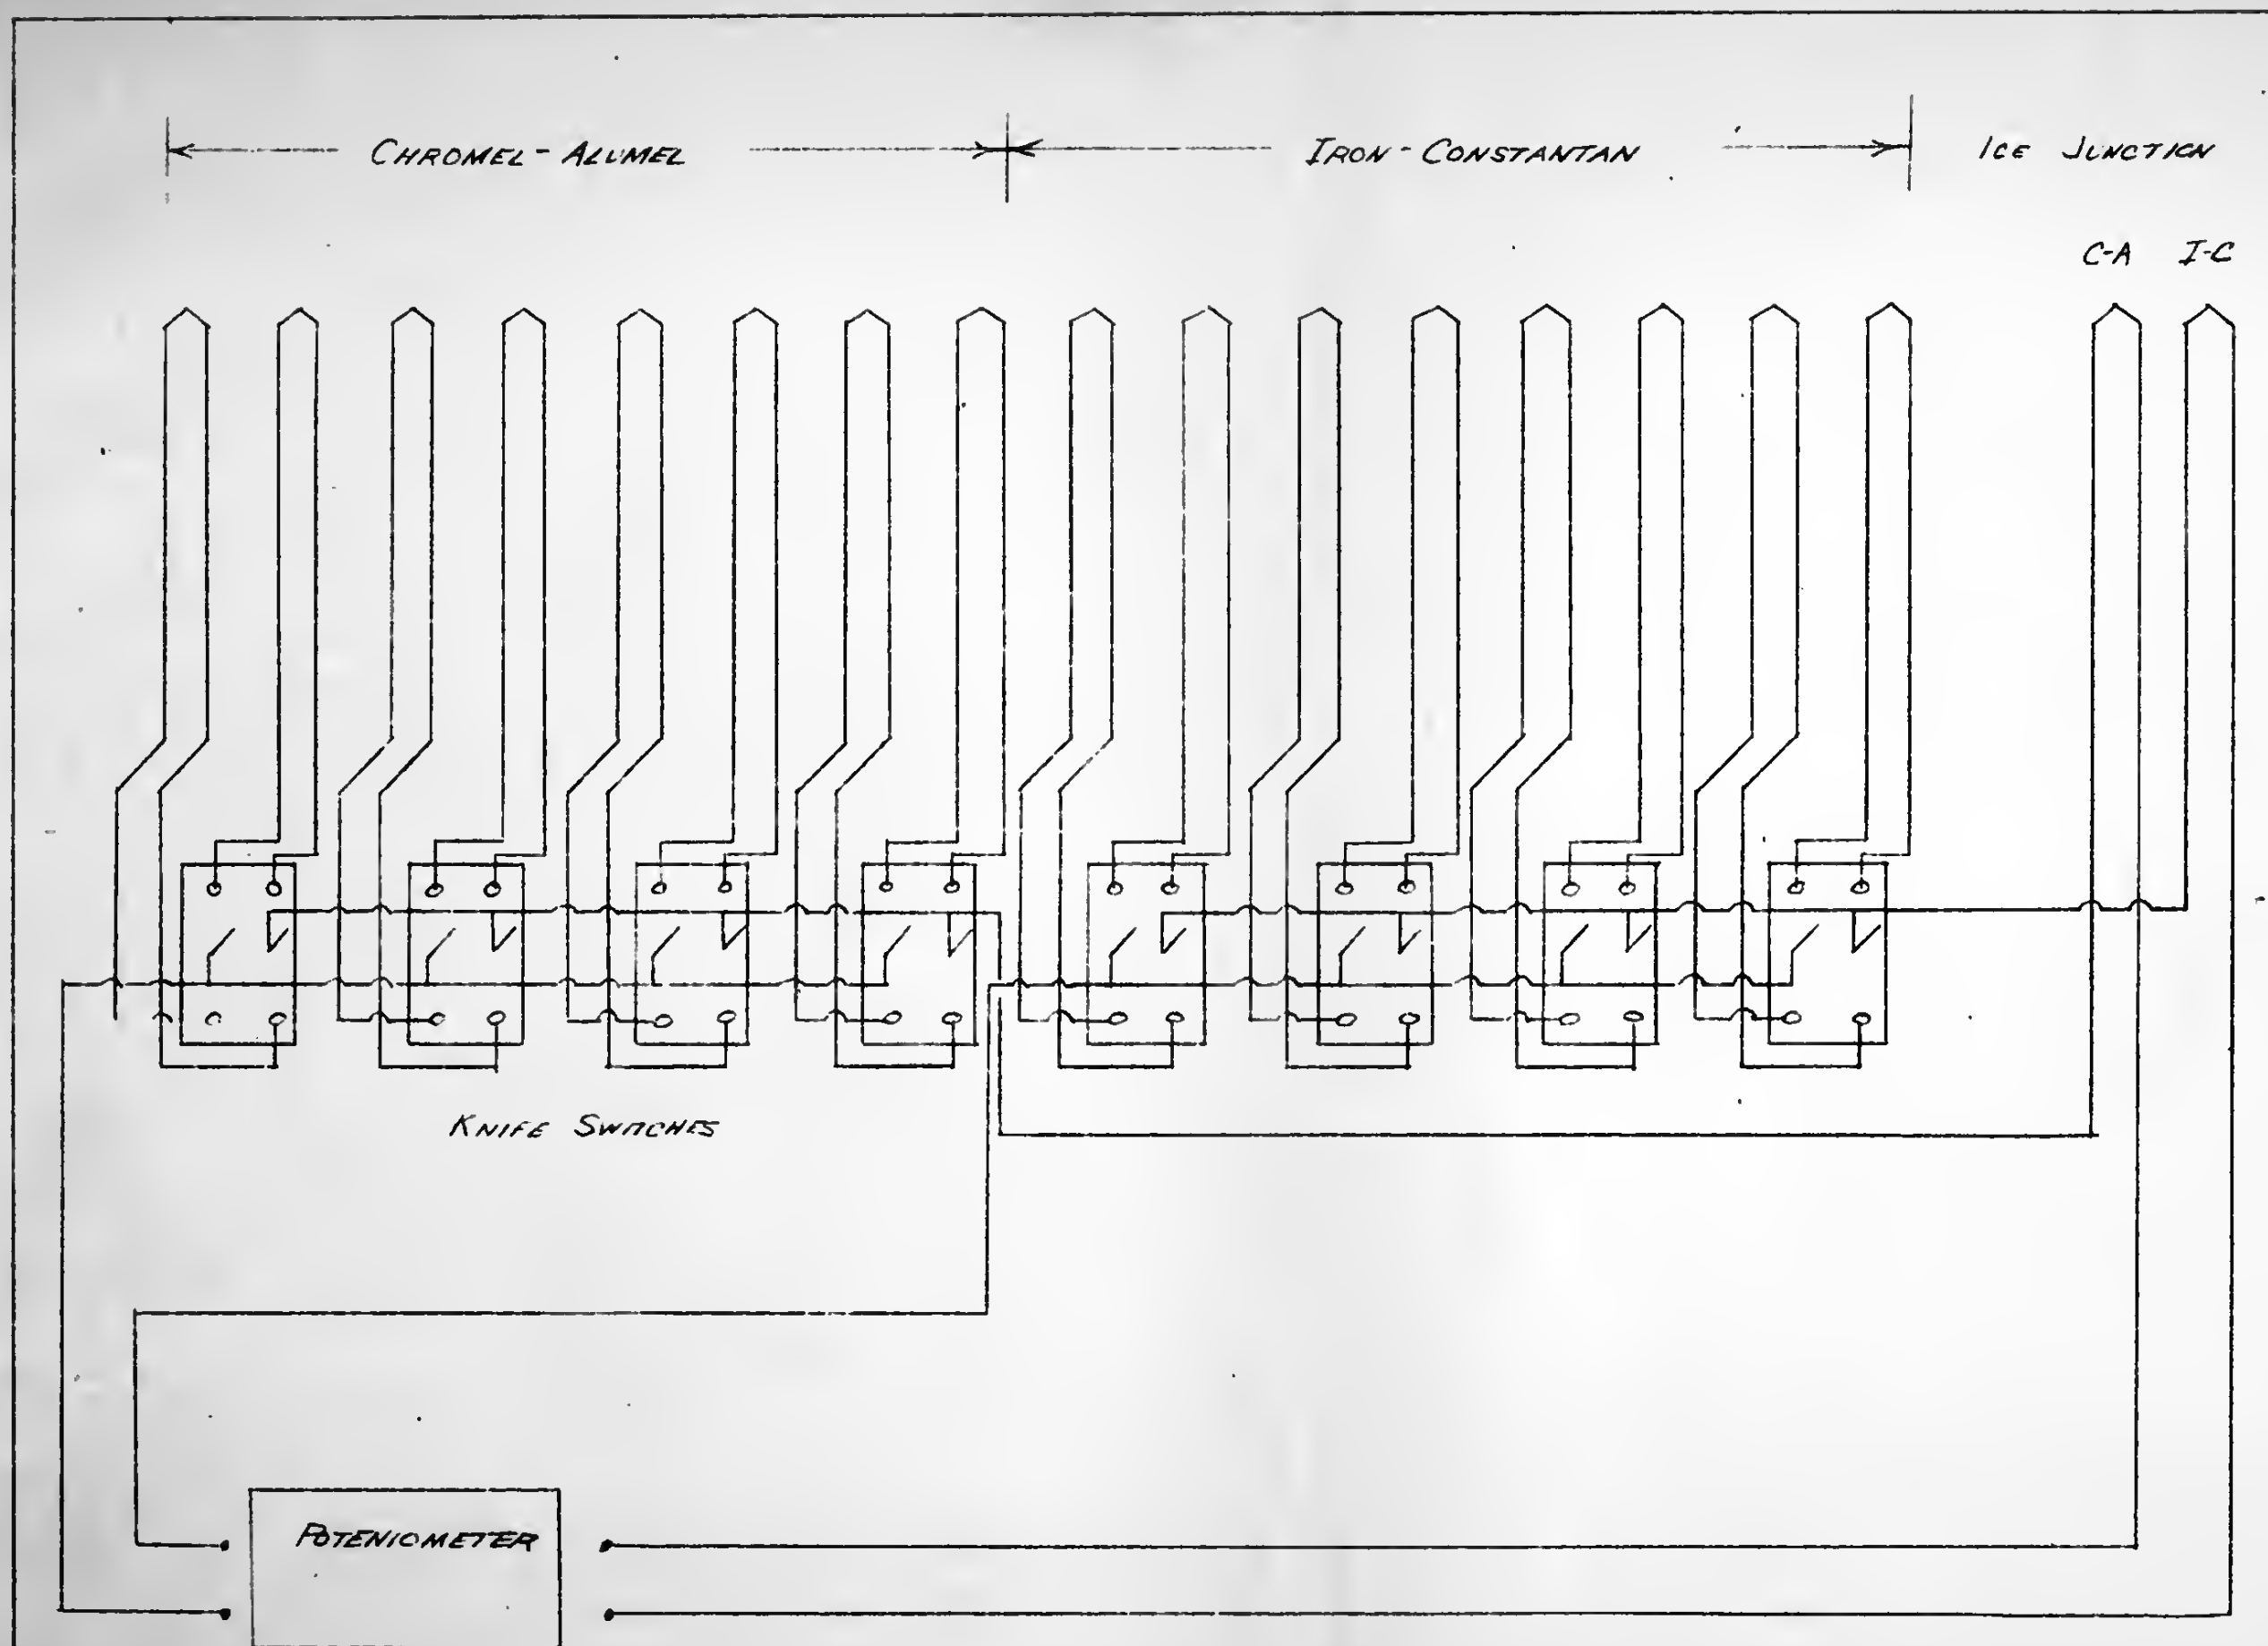 CHROMEL - ALUMEL
IRON - CONSTANTAN
ICE JUNCTION
C-A I-C
KNIFE SWITCHES
POTENIOMETER